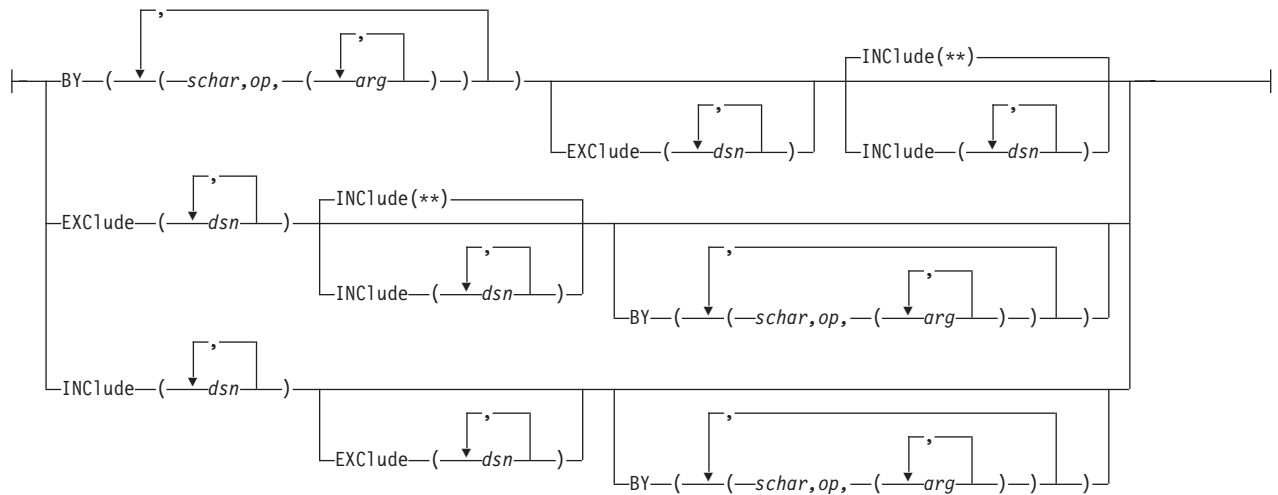 ,
, INCLude(**)
BY ( (schar,op, (arg) ) )
, ,
EXCLude (dsn) INCLude (dsn)
, INCLude(**)
EXCLude (dsn)
, ,
INCLude (dsn) ,
BY ( (schar,op, (arg) ) )
,
INCLude (dsn)
, ,
EXCLude (dsn) ,
BY ( (schar,op, (arg) ) )